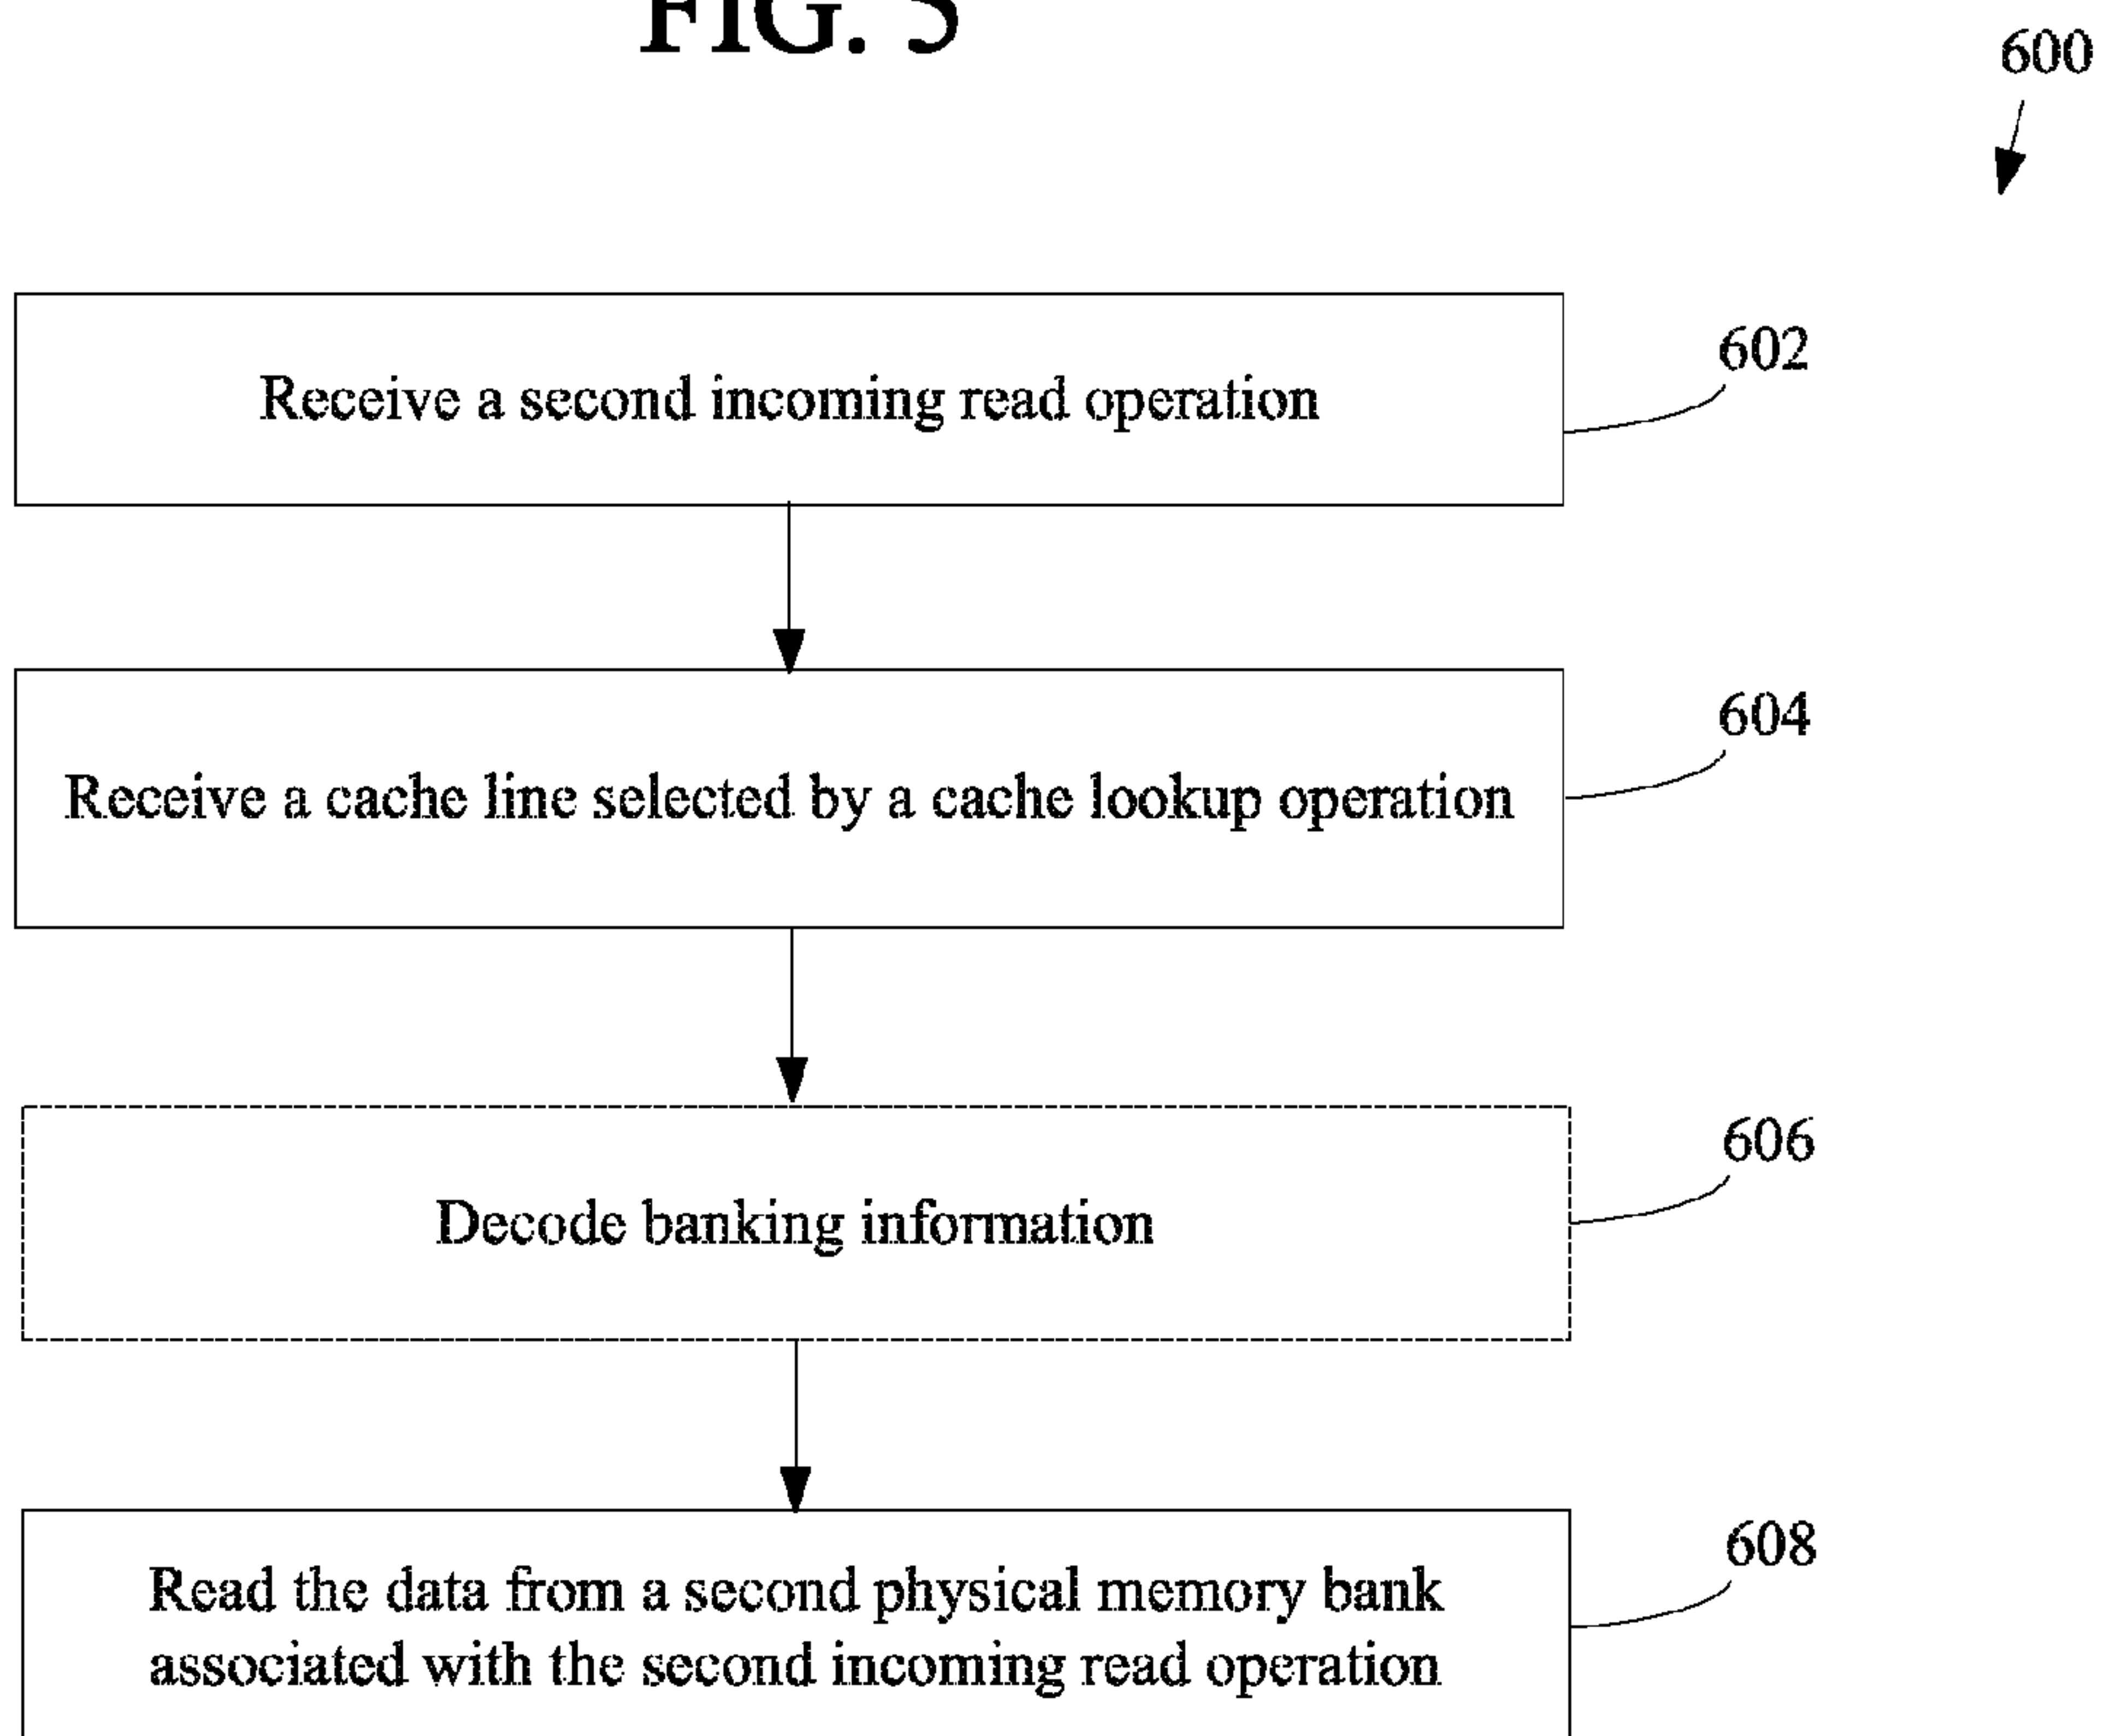 FIG. 5
600
Receive a second incoming read operation
602
Receive a cache line selected by a cache lookup operation
604
Decode banking information
606
Read the data from a second physical memory bank
associated with the second incoming read operation
608